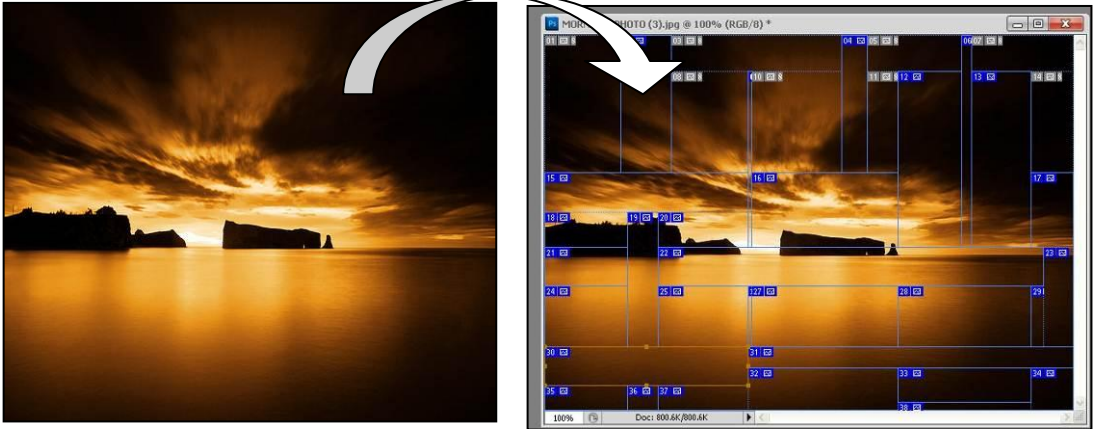 Ps MOR PHOTO (3).jpg @ 100% (RGB/8) *
01 03 04 05 06 07
08 10 11 12 13 14
15 16 17
18 19 20
21 22 23
24 25 27 28 29
30 31
32 33 34
35 36 37
38
100% Doc: 800.6K/800.6K